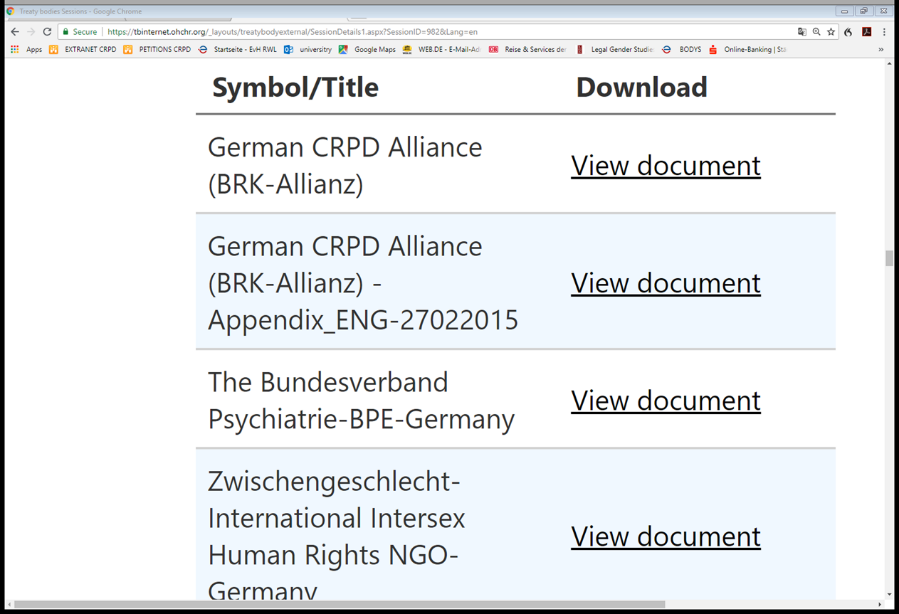 Treaty bodies Sessions - Google Chrome
Secure | https://tbinternet.ohchr.org/_layouts/treatybodyexternal/SessionDetails1.aspx?SessionID=982&Lang=en
Apps EXTRANET CRPD PETITIONS CRPD Startseite - EvH RWL universitry Google Maps WEB.DE - E-Mail-Ad Reise & Services der Legal Gender Studie BODYS Online-Banking | Sta »
Symbol/Title Download
German CRPD Alliance
(BRK-Allianz)
View document
German CRPD Alliance
(BRK-Allianz) -
Appendix_ENG-27022015
View document
The Bundesverband
Psychiatrie-BPE-Germany
View document
Zwischengeschlecht-
International Intersex
Human Rights NGO-
Germany
View document